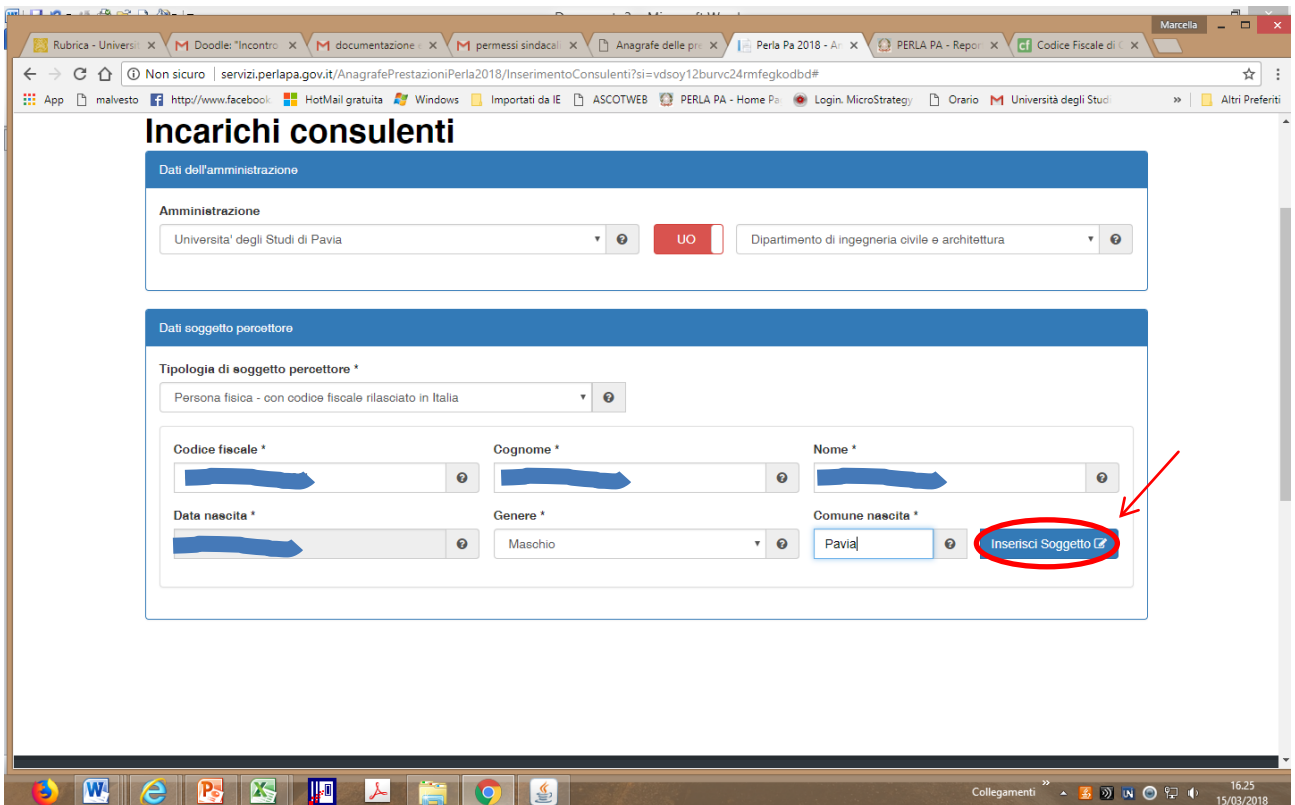 Marcella
Rubrica - Universi
Doodle: "Incontro
documentazione e
permessi sindacali
Anagrafe delle pre
Perla Pa 2018 - An
PERLA PA - Repor
Codice Fiscale di C
Non sicuro | servizi.perlapa.gov.it/AnagrafePrestazioniPerla2018/InserimentoConsulenti?si=vdsoy12burvc24rmfegkodbd#
App malvesto http://www.facebook. HotMail gratuita Windows Importati da IE ASCOTWEB PERLA PA - Home Pa Login. MicroStrategy Orario Università degli Stud » Altri Preferiti
Incarichi consulenti
Dati dell'amministrazione
Amministrazione
Universita' degli Studi di Pavia UO Dipartimento di ingegneria civile e architettura
Dati soggetto percettore
Tipologia di soggetto percettore *
Persona fisica - con codice fiscale rilasciato in Italia
Codice fiscale * Cognome * Nome *
Data nascita * Genere * Comune nascita *
Maschio Pavia Inserisci Soggetto
Collegamenti » 16.25
15/03/2018